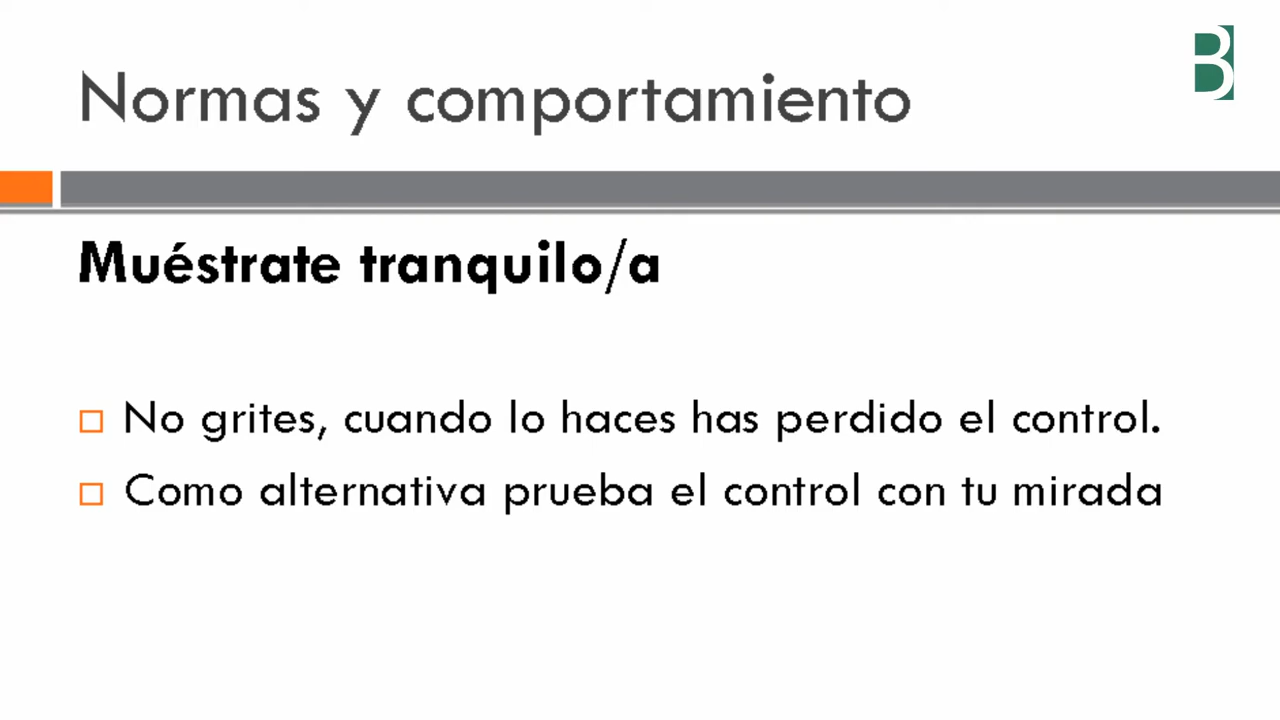 B
Normas y comportamiento
Muéstrate tranquilo/a
No grites, cuando lo haces has perdido el control.
Como alternativa prueba el control con tu mirada